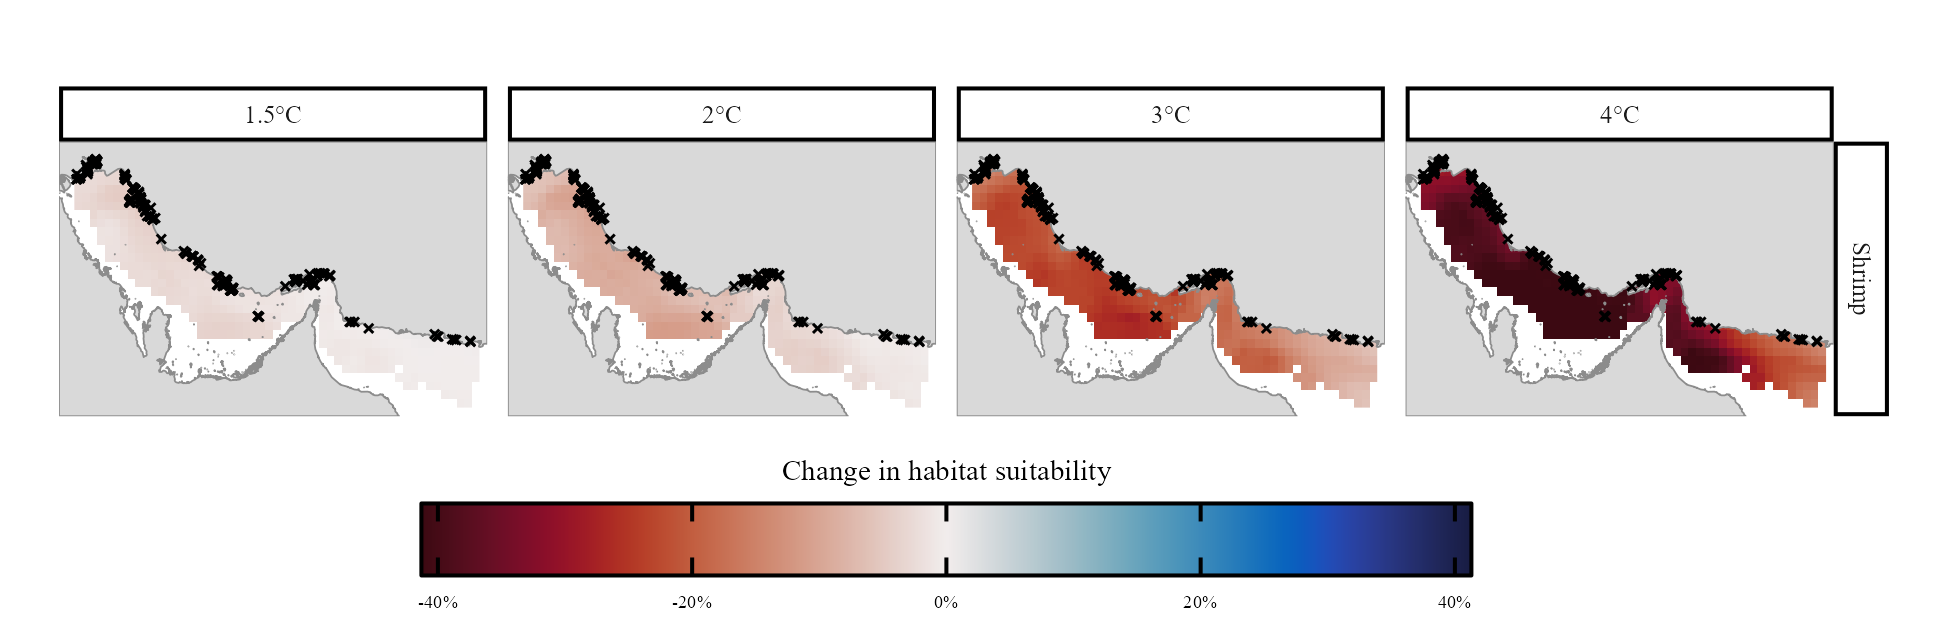 1.5°C
2°C
3°C
4°C
Shrimp
Change in habitat suitability
-40%
-20%
0%
20%
40%